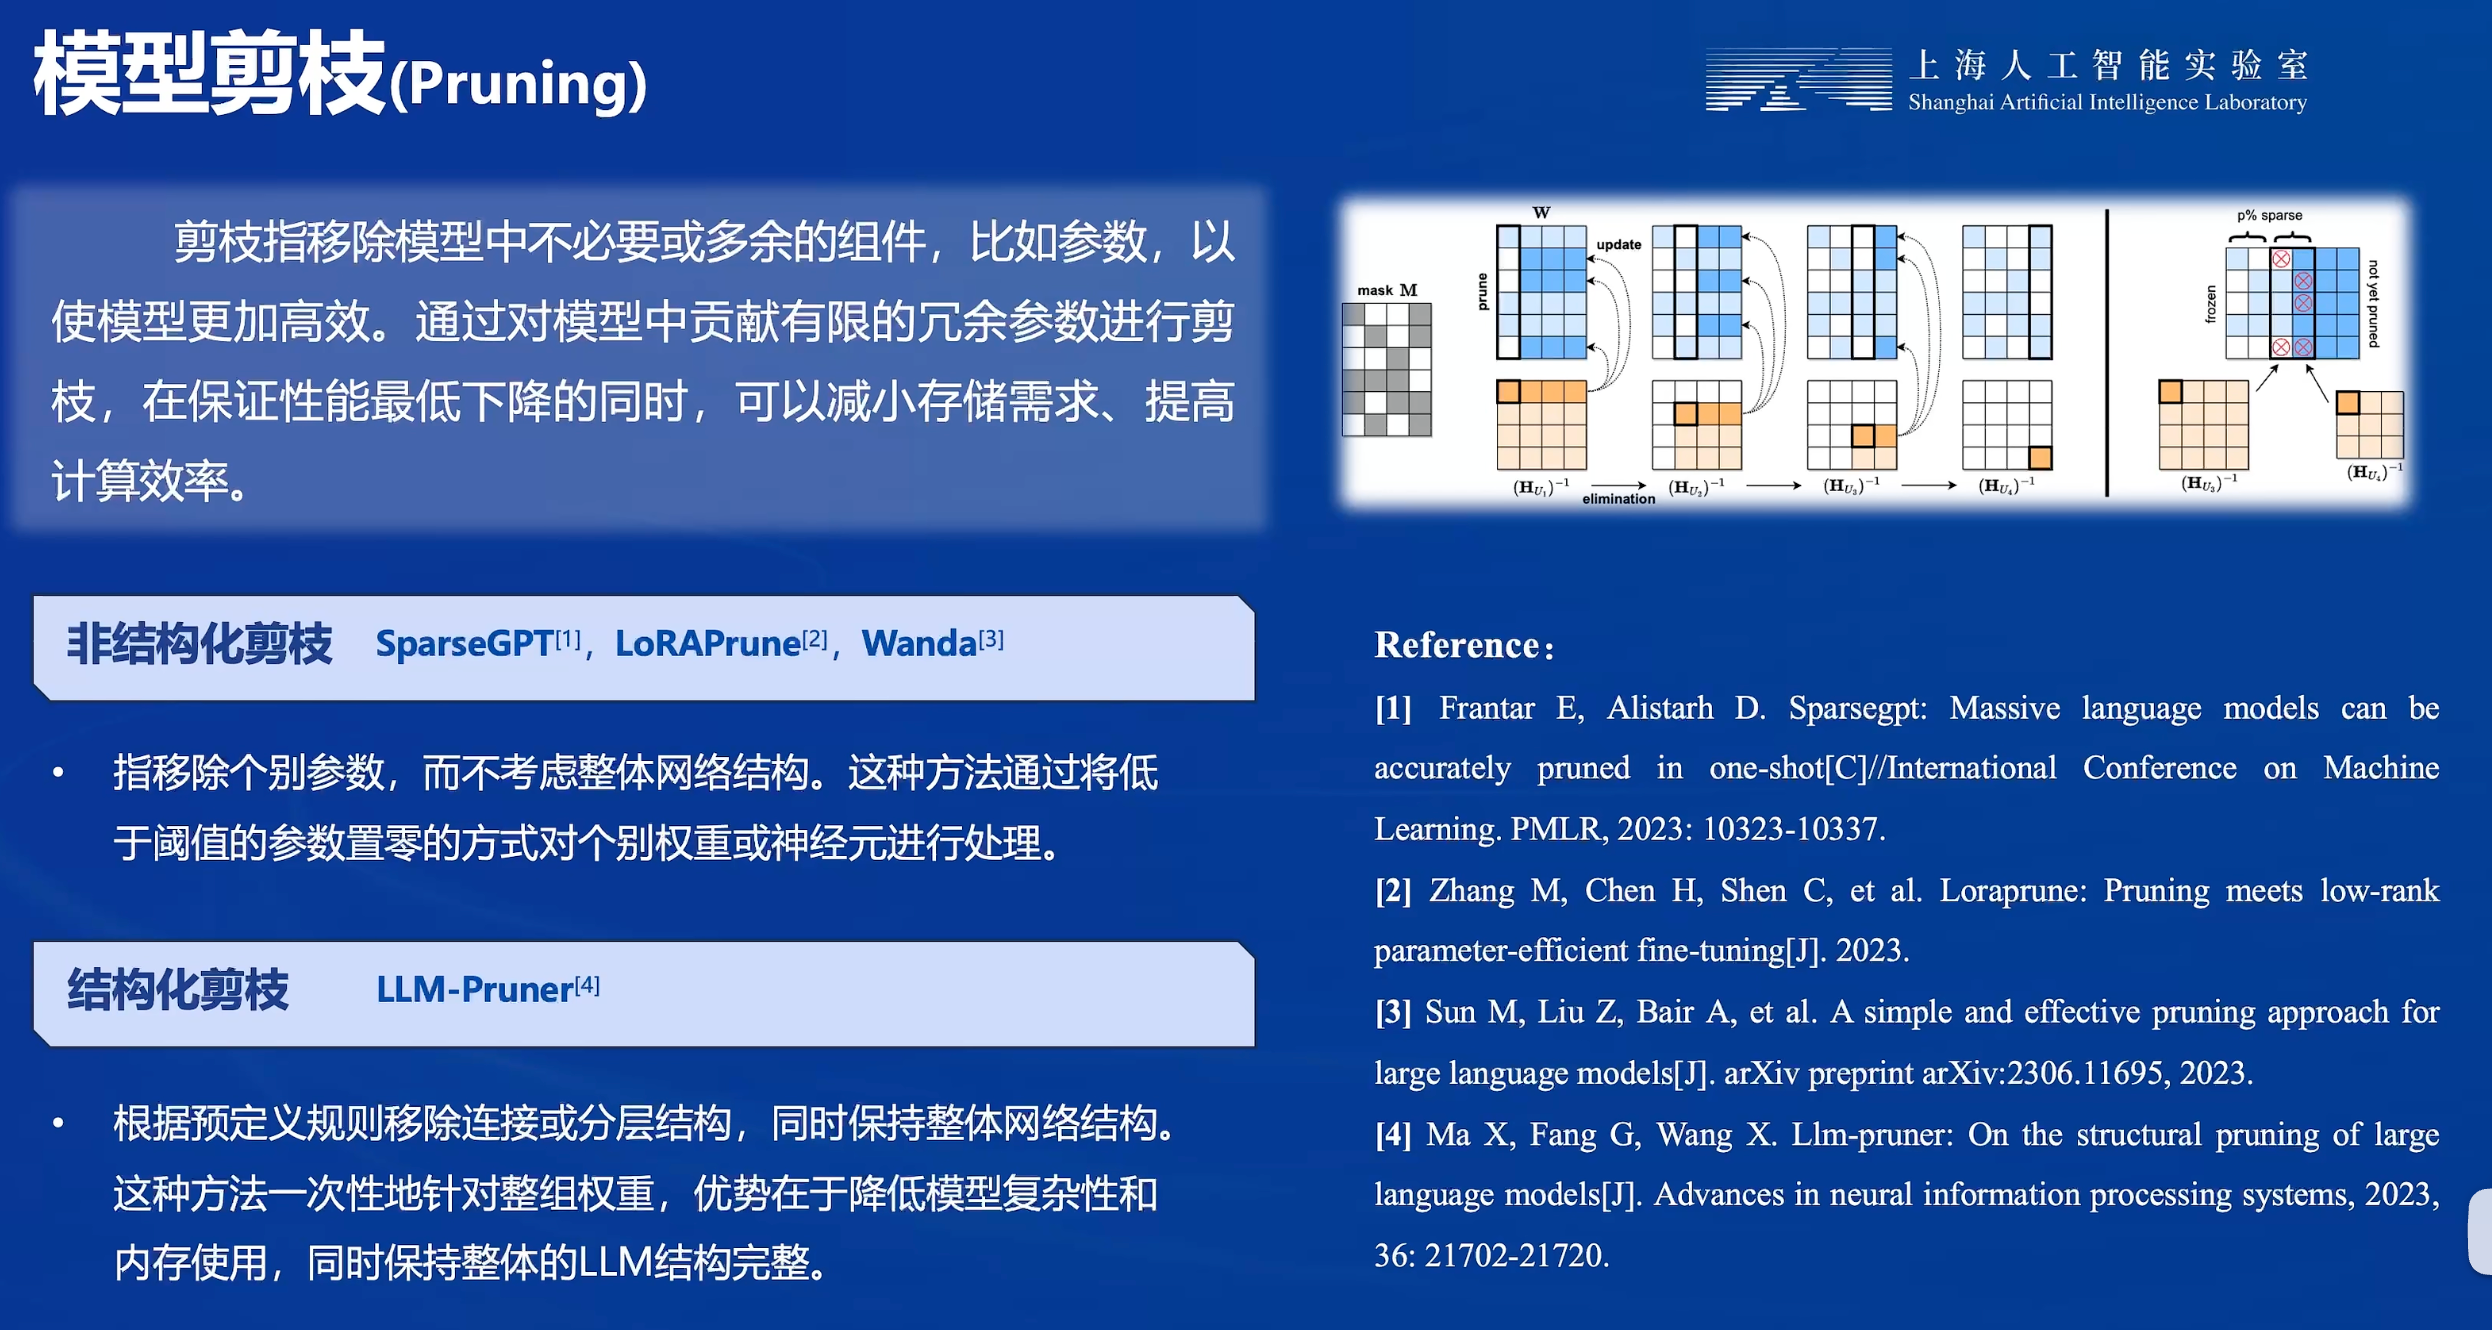 模型剪枝(Pruning)
上海人工智能实验室
Shanghai Artificial Intelligence Laboratory
剪枝指移除模型中不必要或多余的组件，比如参数，以
使模型更加高效。通过对模型中贡献有限的冗余参数进行剪
枝，在保证性能最低下降的同时，可以减小存储需求、提高
计算效率。
W
update
prune
mask M
(H_{U_1})^{-1}
elimination
(H_{U_2})^{-1}
(H_{U_3})^{-1}
(H_{U_4})^{-1}
p% sparse
frozen
not yet pruned
(H_{U_3})^{-1}
(H_{U_4})^{-1}
非结构化剪枝 SparseGPT[1]，LoRAPrune[2]，Wanda[3]
• 指移除个别参数，而不考虑整体网络结构。这种方法通过将低
于阈值的参数置零的方式对个别权重或神经元进行处理。
结构化剪枝 LLM-Pruner[4]
• 根据预定义规则移除连接或分层结构，同时保持整体网络结构。
这种方法一次性地针对整组权重，优势在于降低模型复杂性和
内存使用，同时保持整体的LLM结构完整。
Reference：
[1] Frantar E, Alistarh D. Sparsegpt: Massive language models can be
accurately pruned in one-shot[C]//International Conference on Machine
Learning. PMLR, 2023: 10323-10337.
[2] Zhang M, Chen H, Shen C, et al. Loraprune: Pruning meets low-rank
parameter-efficient fine-tuning[J]. 2023.
[3] Sun M, Liu Z, Bair A, et al. A simple and effective pruning approach for
large language models[J]. arXiv preprint arXiv:2306.11695, 2023.
[4] Ma X, Fang G, Wang X. Llm-pruner: On the structural pruning of large
language models[J]. Advances in neural information processing systems, 2023,
36: 21702-21720.